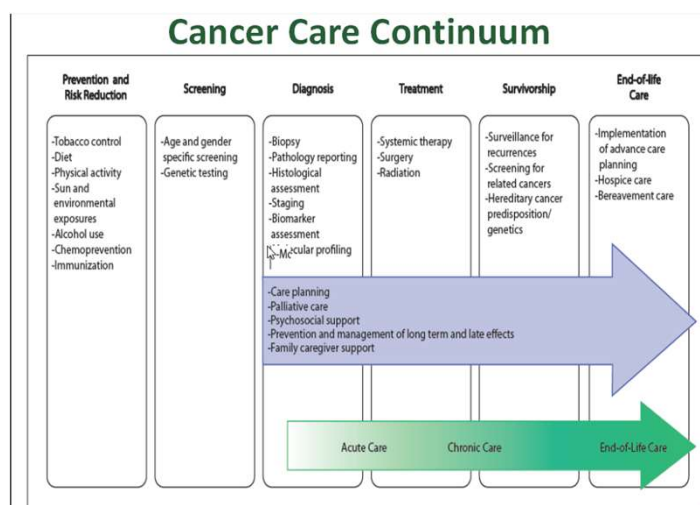 Cancer Care Continuum
Prevention and
Risk Reduction
Screening
Diagnosis
Treatment
Survivorship
End-of-life
Care
-Tobacco control
-Diet
-Physical activity
-Sun and
environmental
exposures
-Alcohol use
-Chemoprevention
-Immunization
-Age and gender
specific screening
-Genetic testing
-Biopsy
-Pathology reporting
-Histological
assessment
-Staging
-Biomarker
assessment
profiling
-Systemic therapy
-Surgery
-Radiation
-Surveillance for
recurrences
-Screening for
related cancers
-Hereditary cancer
predisposition/
genetics
-Implementation
of advance care
planning
-Hospice care
-Bereavement care
-Care planning
-Palliative care
-Psychosocial support
-Prevention and management of long term and late effects
-Family caregiver support
Acute Care
Chronic Care
End-of-Life Care